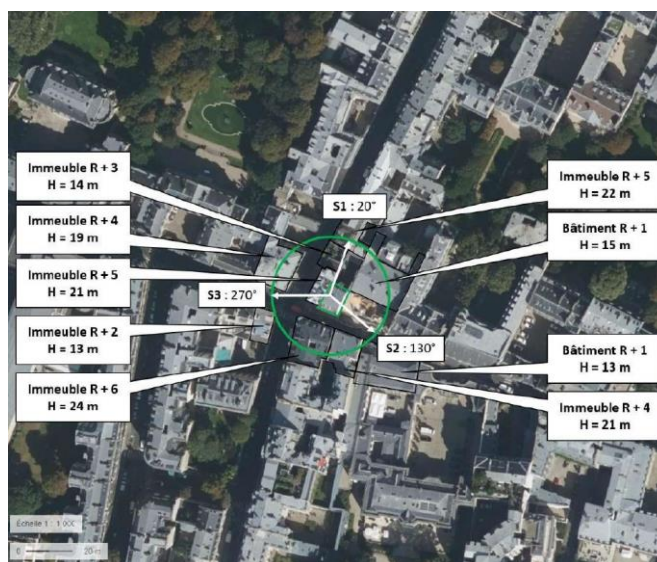 Immeuble R + 3
H = 14 m
Immeuble R + 4
H = 19 m
Immeuble R + 5
H = 21 m
Immeuble R + 2
H = 13 m
Immeuble R + 6
H = 24 m
S1 : 20°
S3 : 270°
S2 : 130°
Immeuble R + 5
H = 22 m
Bâtiment R + 1
H = 15 m
Bâtiment R + 1
H = 13 m
Immeuble R + 4
H = 21 m
Échelle 1 : 1 000
0 20 m